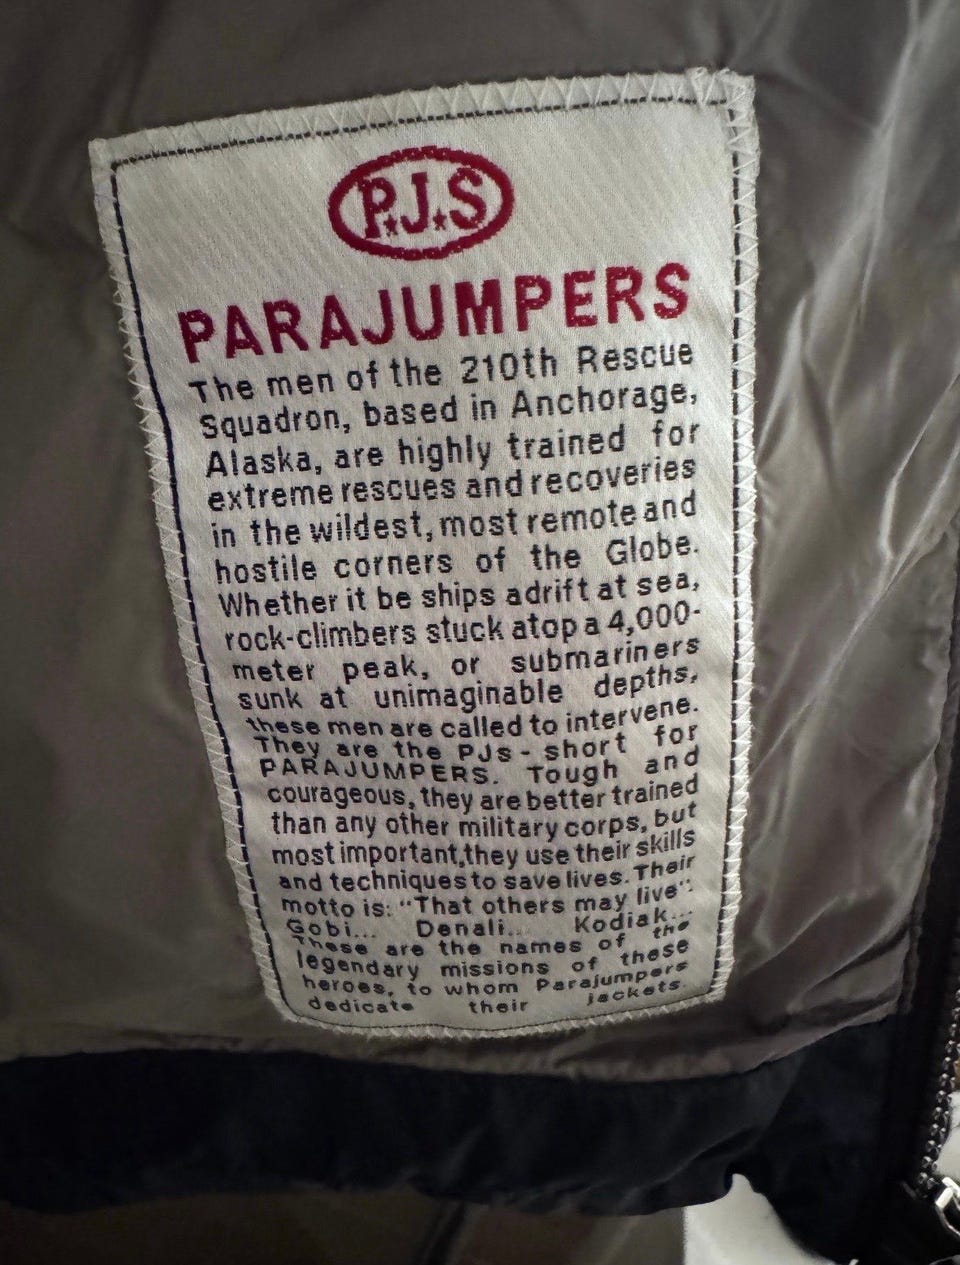 P.J.S
PARAJUMPERS
The men of the 210th Rescue
Squadron, based in Anchorage,
Alaska, are highly trained for
extreme rescues and recoveries
in the wildest, most remote and
hostile corners of the Globe.
Whether it be ships adrift at sea,
rock-climbers stuck atop a 4,000-
meter peak, or submariners
sunk at unimaginable depths,
these men are called to intervene.
They are the PJs - short for
PARAJUMPERS. Tough and
courageous, they are better trained
than any other military corps, but
most important, they use their skills
and techniques to save lives. Their
motto is: "That others may live".
Gobi... Denali... Kodiak...
These are the names of the
legendary missions of these
heroes, to whom Parajumpers
dedicate their jackets.